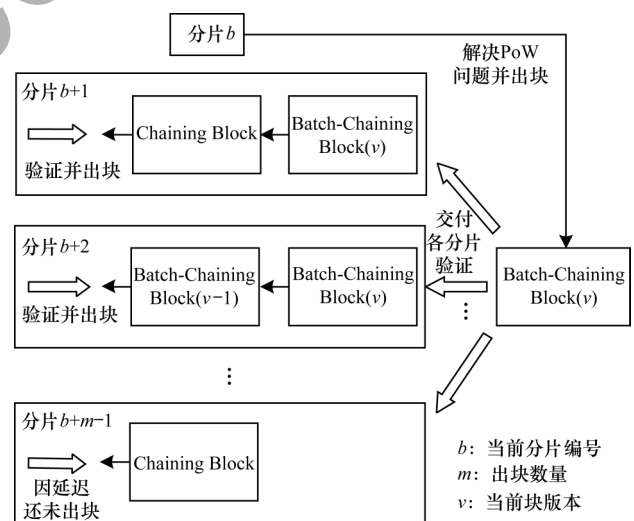 分片b
解决PoW
问题并出块
分片b+1
验证并出块
Chaining Block
Batch-Chaining
Block(v)
分片b+2
验证并出块
Batch-Chaining
Block(v−1)
Batch-Chaining
Block(v)
交付
各分片
验证
⋮
Batch-Chaining
Block(v)
⋮
分片b+m−1
因延迟
还未出块
Chaining Block
b：当前分片编号
m：出块数量
v：当前块版本